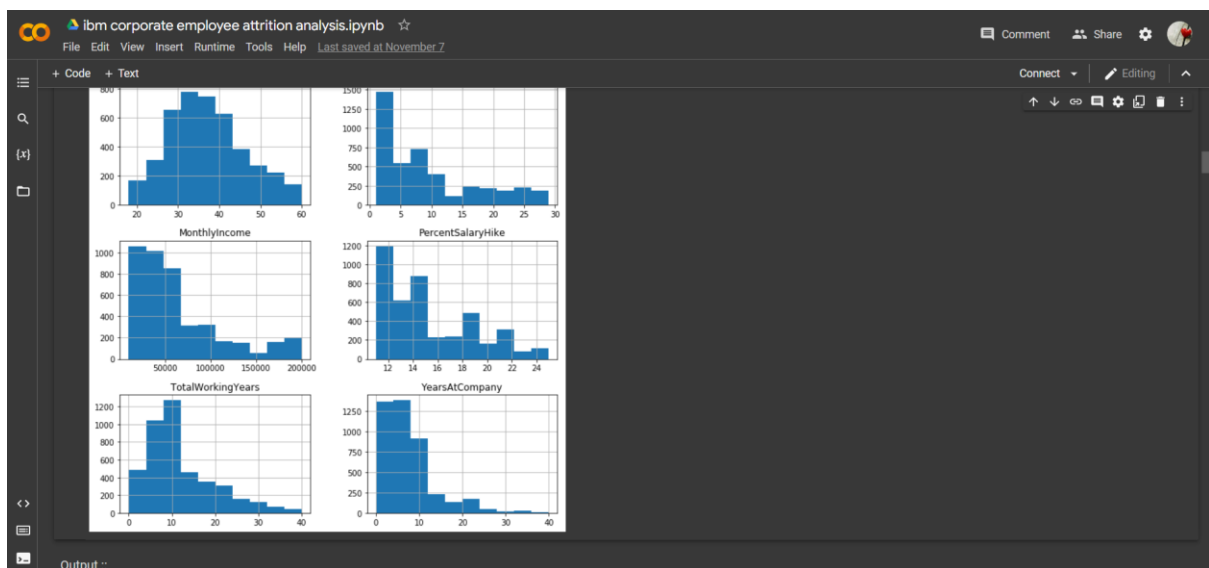 ibm corporate employee attrition analysis.ipynb
File Edit View Insert Runtime Tools Help Last saved at November 7
Comment Share
+ Code + Text
Connect Editing
{x}
800
600
400
200
0
20 30 40 50 60
1500
1250
1000
750
500
250
0
0 5 10 15 20 25 30
MonthlyIncome
1000
800
600
400
200
0
50000 100000 150000 200000
PercentSalaryHike
1200
1000
800
600
400
200
0
12 14 16 18 20 22 24
TotalWorkingYears
1200
1000
800
600
400
200
0
0 10 20 30 40
YearsAtCompany
1250
1000
750
500
250
0
0 10 20 30 40
Output ::